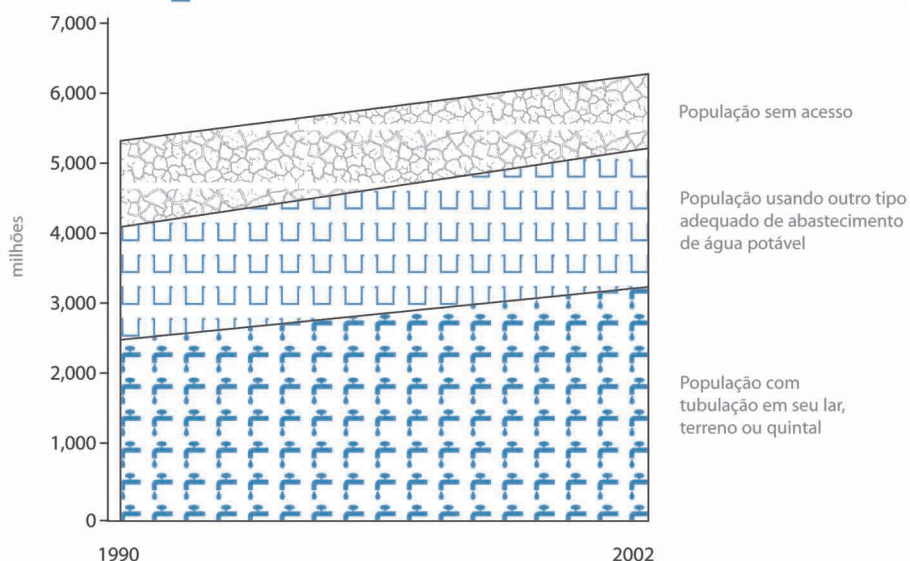 7,000
6,000
5,000
4,000
3,000
2,000
1,000
0
milhões
1990
2002
População sem acesso
População usando outro tipo
adequado de abastecimento
de água potável
População com
tubulação em seu lar,
terreno ou quintal